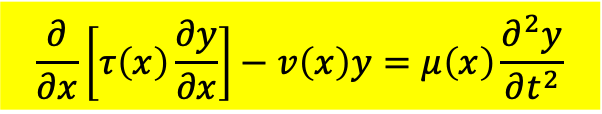 ∂/∂x [τ(x) ∂y/∂x] − v(x)y = μ(x) ∂²y/∂t²